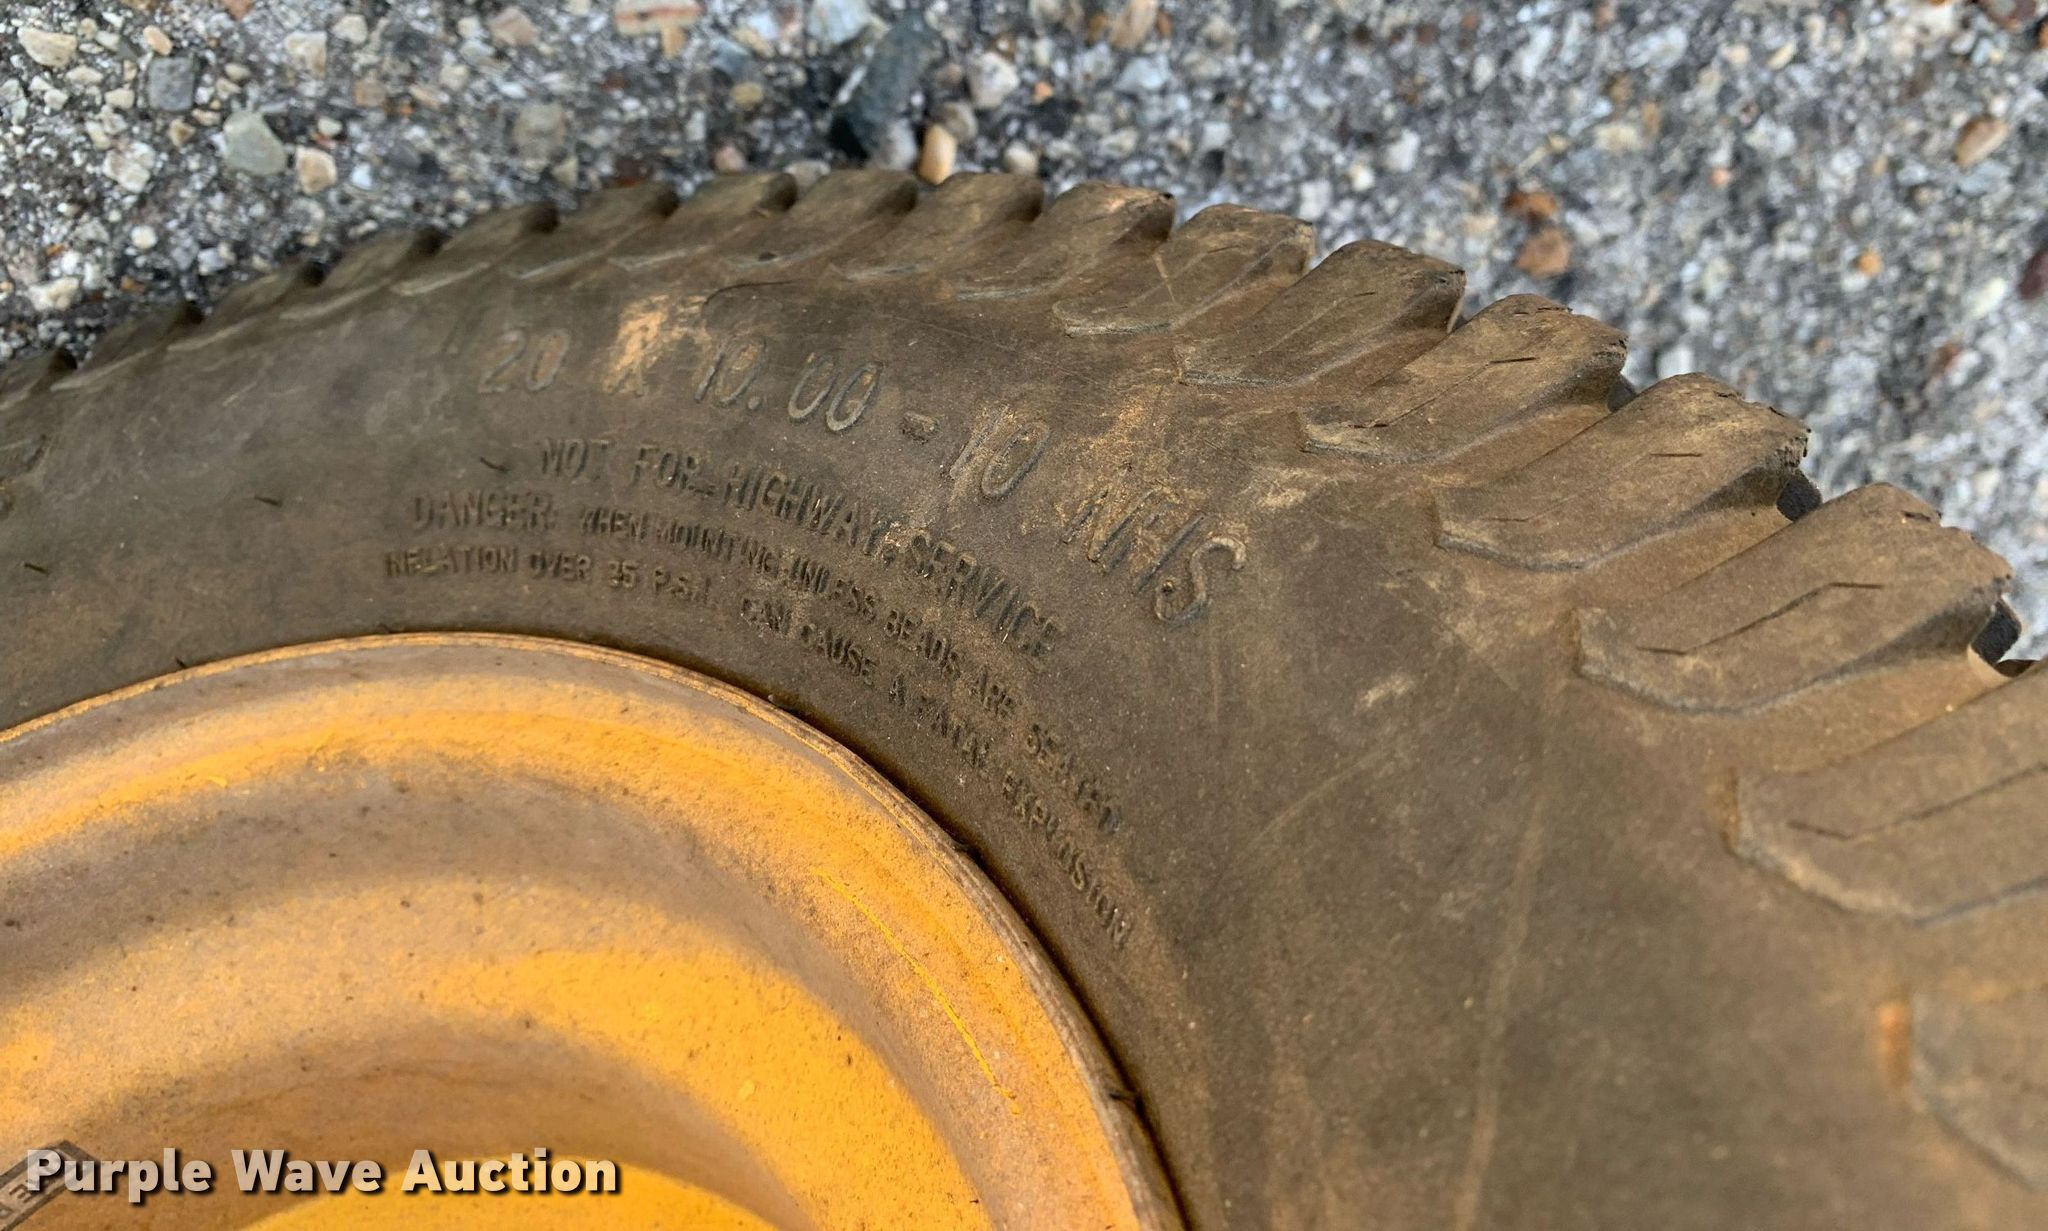 20 X 10.00 - 10 NHS
NOT FOR HIGHWAY SERVICE
DANGER: WHEN MOUNTING UNLESS BEADS ARE SEATED
INFLATION OVER 35 P.S.I. CAN CAUSE A FATAL EXPLOSION
Purple Wave Auction